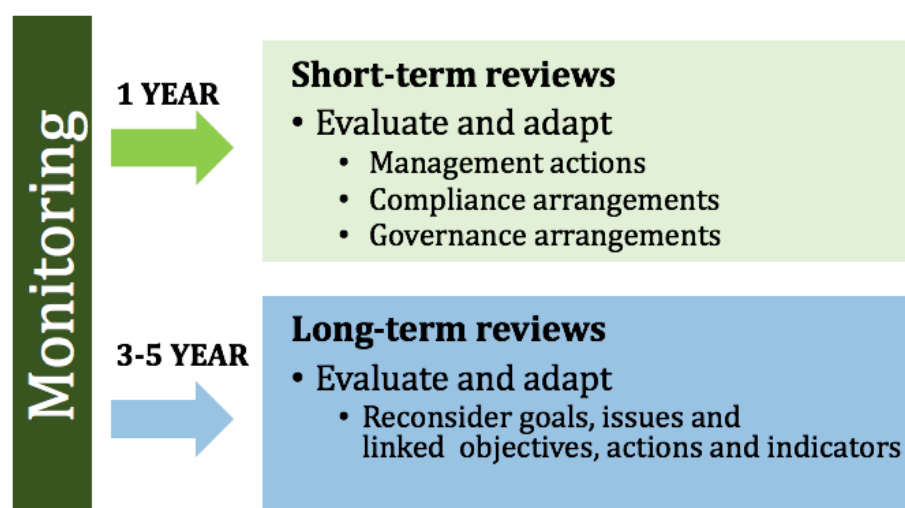 Monitoring
1 YEAR
Short-term reviews
• Evaluate and adapt
• Management actions
• Compliance arrangements
• Governance arrangements
3-5 YEAR
Long-term reviews
• Evaluate and adapt
• Reconsider goals, issues and
linked objectives, actions and indicators